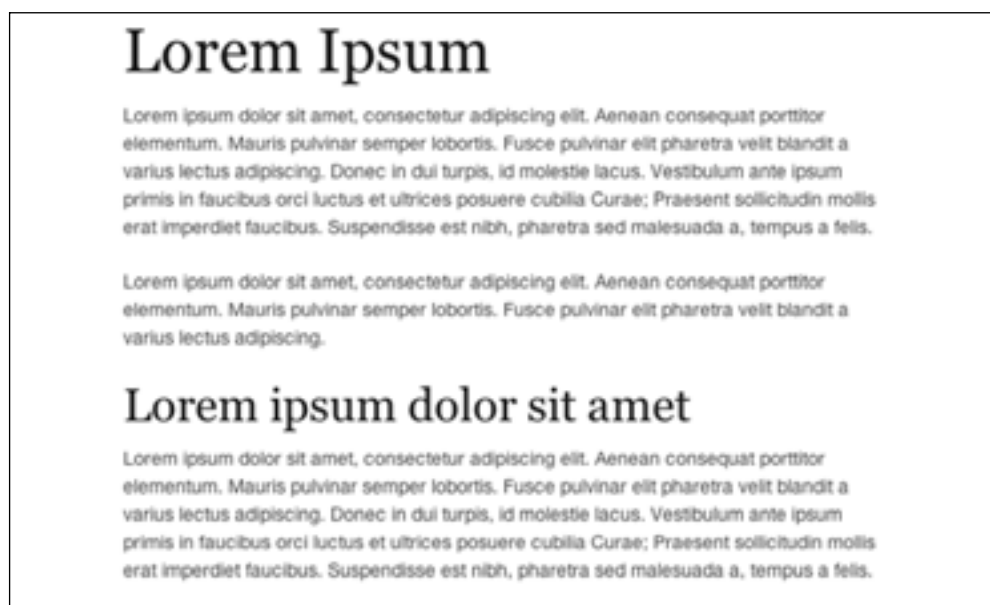 Lorem Ipsum
Lorem ipsum dolor sit amet, consectetur adipiscing elit. Aenean consequat porttitor
elementum. Mauris pulvinar semper lobortis. Fusce pulvinar elit pharetra velit blandit a
varius lectus adipiscing. Donec in dui turpis, id molestie lacus. Vestibulum ante ipsum
primis in faucibus orci luctus et ultrices posuere cubilia Curae; Praesent sollicitudin mollis
erat imperdiet faucibus. Suspendisse est nibh, pharetra sed malesuada a, tempus a felis.
Lorem ipsum dolor sit amet, consectetur adipiscing elit. Aenean consequat porttitor
elementum. Mauris pulvinar semper lobortis. Fusce pulvinar elit pharetra velit blandit a
varius lectus adipiscing.
Lorem ipsum dolor sit amet
Lorem ipsum dolor sit amet, consectetur adipiscing elit. Aenean consequat porttitor
elementum. Mauris pulvinar semper lobortis. Fusce pulvinar elit pharetra velit blandit a
varius lectus adipiscing. Donec in dui turpis, id molestie lacus. Vestibulum ante ipsum
primis in faucibus orci luctus et ultrices posuere cubilia Curae; Praesent sollicitudin mollis
erat imperdiet faucibus. Suspendisse est nibh, pharetra sed malesuada a, tempus a felis.